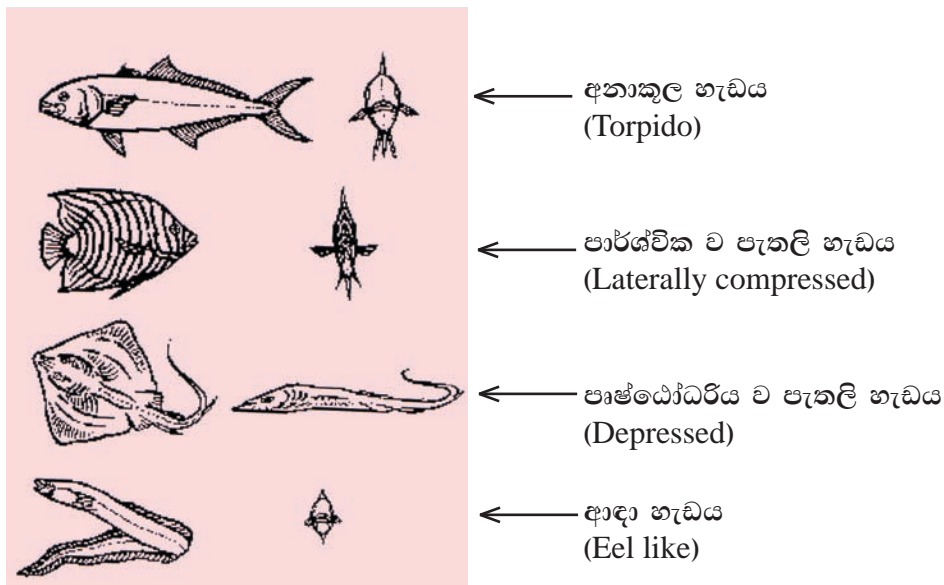 අනාකූල හැඩය
(Torpido)
පාර්ශ්වික ව පැතලි හැඩය
(Laterally compressed)
පෘෂ්ඨෝධරිය ව පැතලි හැඩය
(Depressed)
ආඳා හැඩය
(Eel like)